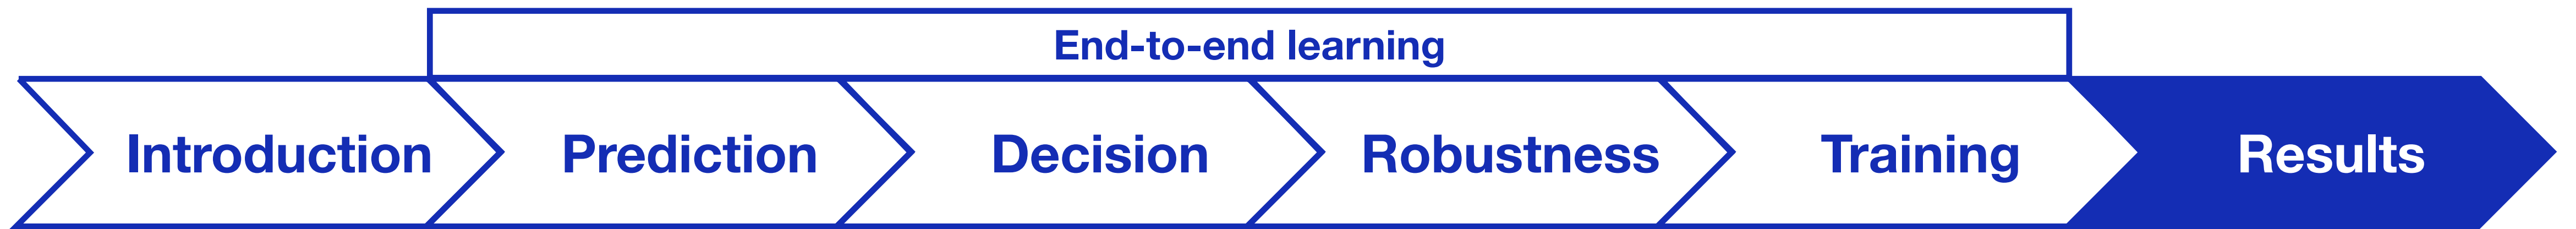 End-to-end learning
Introduction Prediction Decision Robustness Training Results